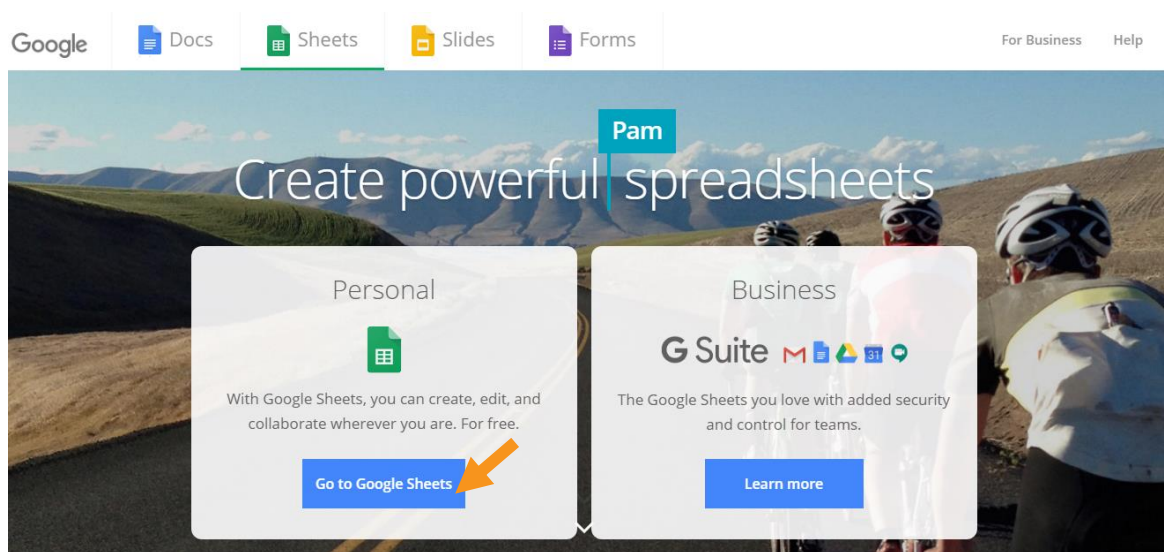 Google Docs Sheets Slides Forms For Business Help
Pam
Create powerful spreadsheets
Personal
With Google Sheets, you can create, edit, and
collaborate wherever you are. For free.
Go to Google Sheets
Business
G Suite 31
The Google Sheets you love with added security
and control for teams.
Learn more